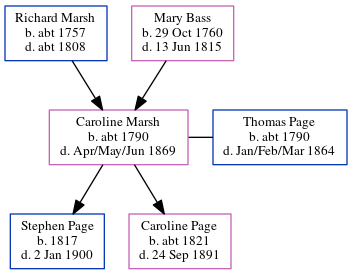 Richard Marsh
b. abt 1757
d. abt 1808
Mary Bass
b. 29 Oct 1760
d. 13 Jun 1815
Caroline Marsh
b. abt 1790
d. Apr/May/Jun 1869
Thomas Page
b. abt 1790
d. Jan/Feb/Mar 1864
Stephen Page
b. 1817
d. 2 Jan 1900
Caroline Page
b. abt 1821
d. 24 Sep 1891